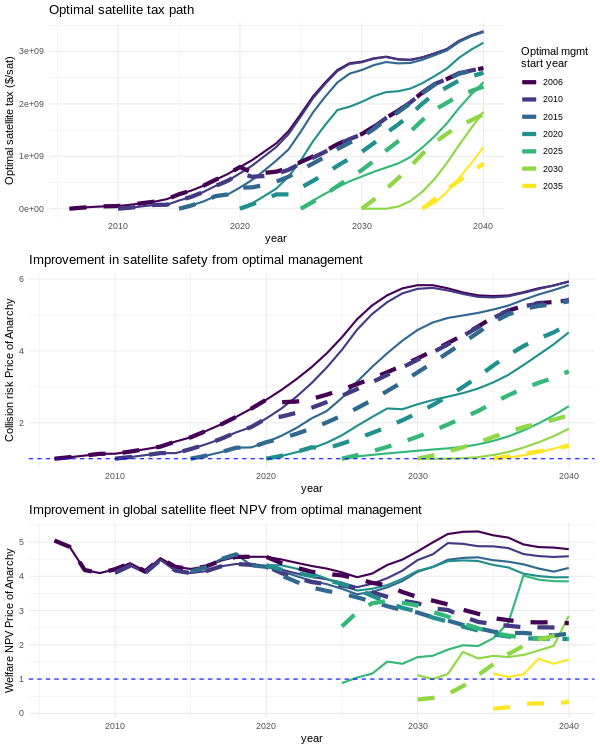 Optimal satellite tax path
Optimal satellite tax ($/sat)
3e+09
2e+09
1e+09
0e+00
2010
2020
2030
2040
year
Optimal mgmt
start year
2006
2010
2015
2020
2025
2030
2035
Improvement in satellite safety from optimal management
Collision risk Price of Anarchy
6
4
2
2010
2020
2030
2040
year
Improvement in global satellite fleet NPV from optimal management
Welfare NPV Price of Anarchy
5
4
3
2
1
0
2010
2020
2030
2040
year